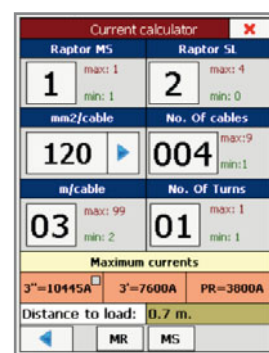 Current calculator
Raptor MS Raptor SL
1 max: 1 min: 1 2 max: 4 min: 0
mm2/cable No. Of cables
120 004 max:9 min:1
m/cable No. Of Turns
03 max: 99 min: 2 01 max: 1 min: 1
Maximum currents
3"=10445A 3'=7600A PR=3800A
Distance to load: 0.7 m.
MR MS